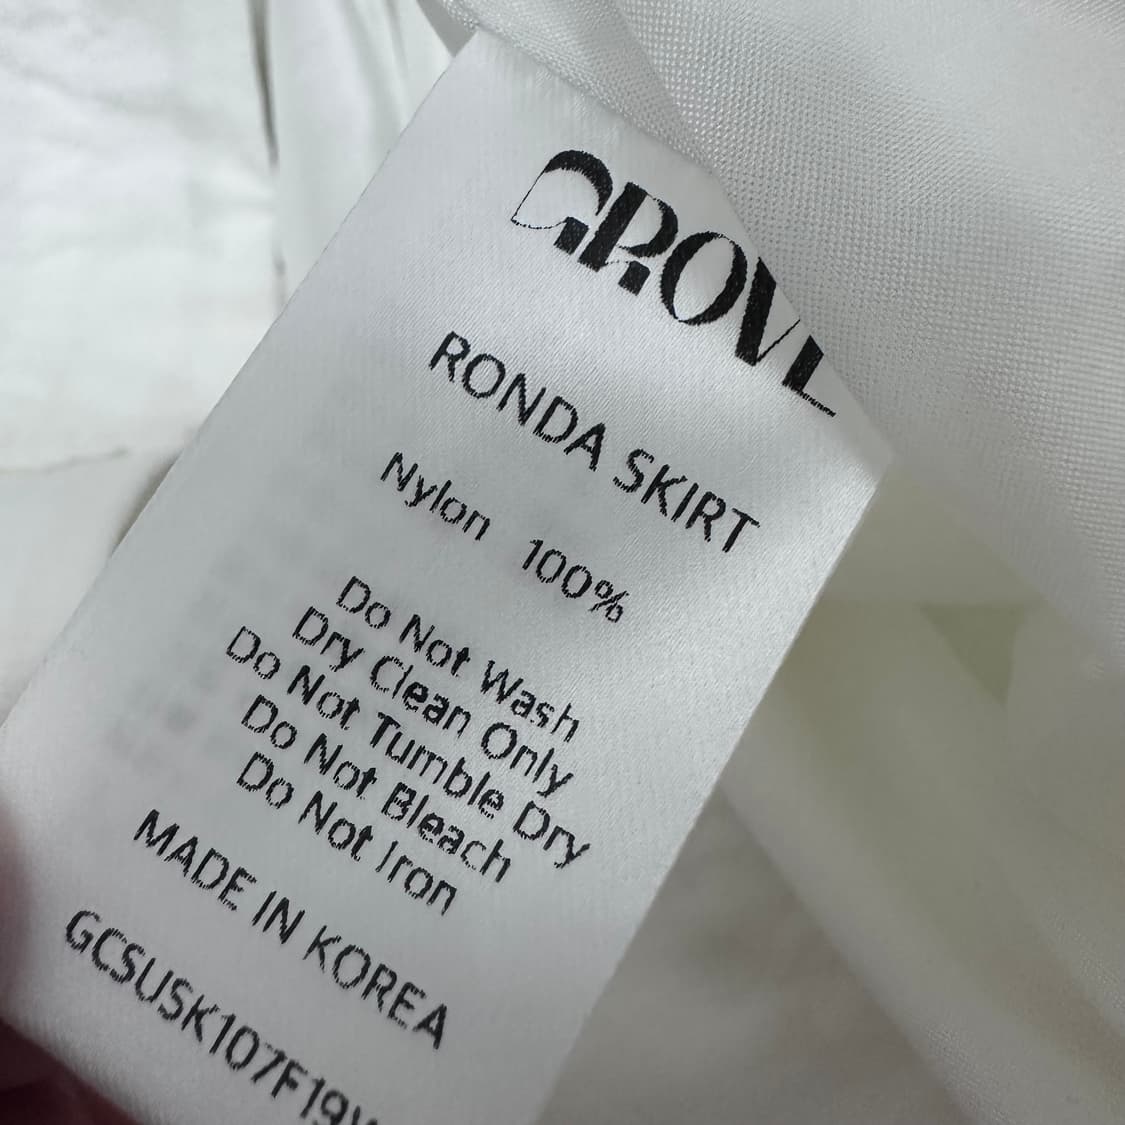 GROVE
RONDA SKIRT
Nylon 100%
Do Not Wash
Dry Clean Only
Do Not Tumble Dry
Do Not Bleach
Do Not Iron
MADE IN KOREA